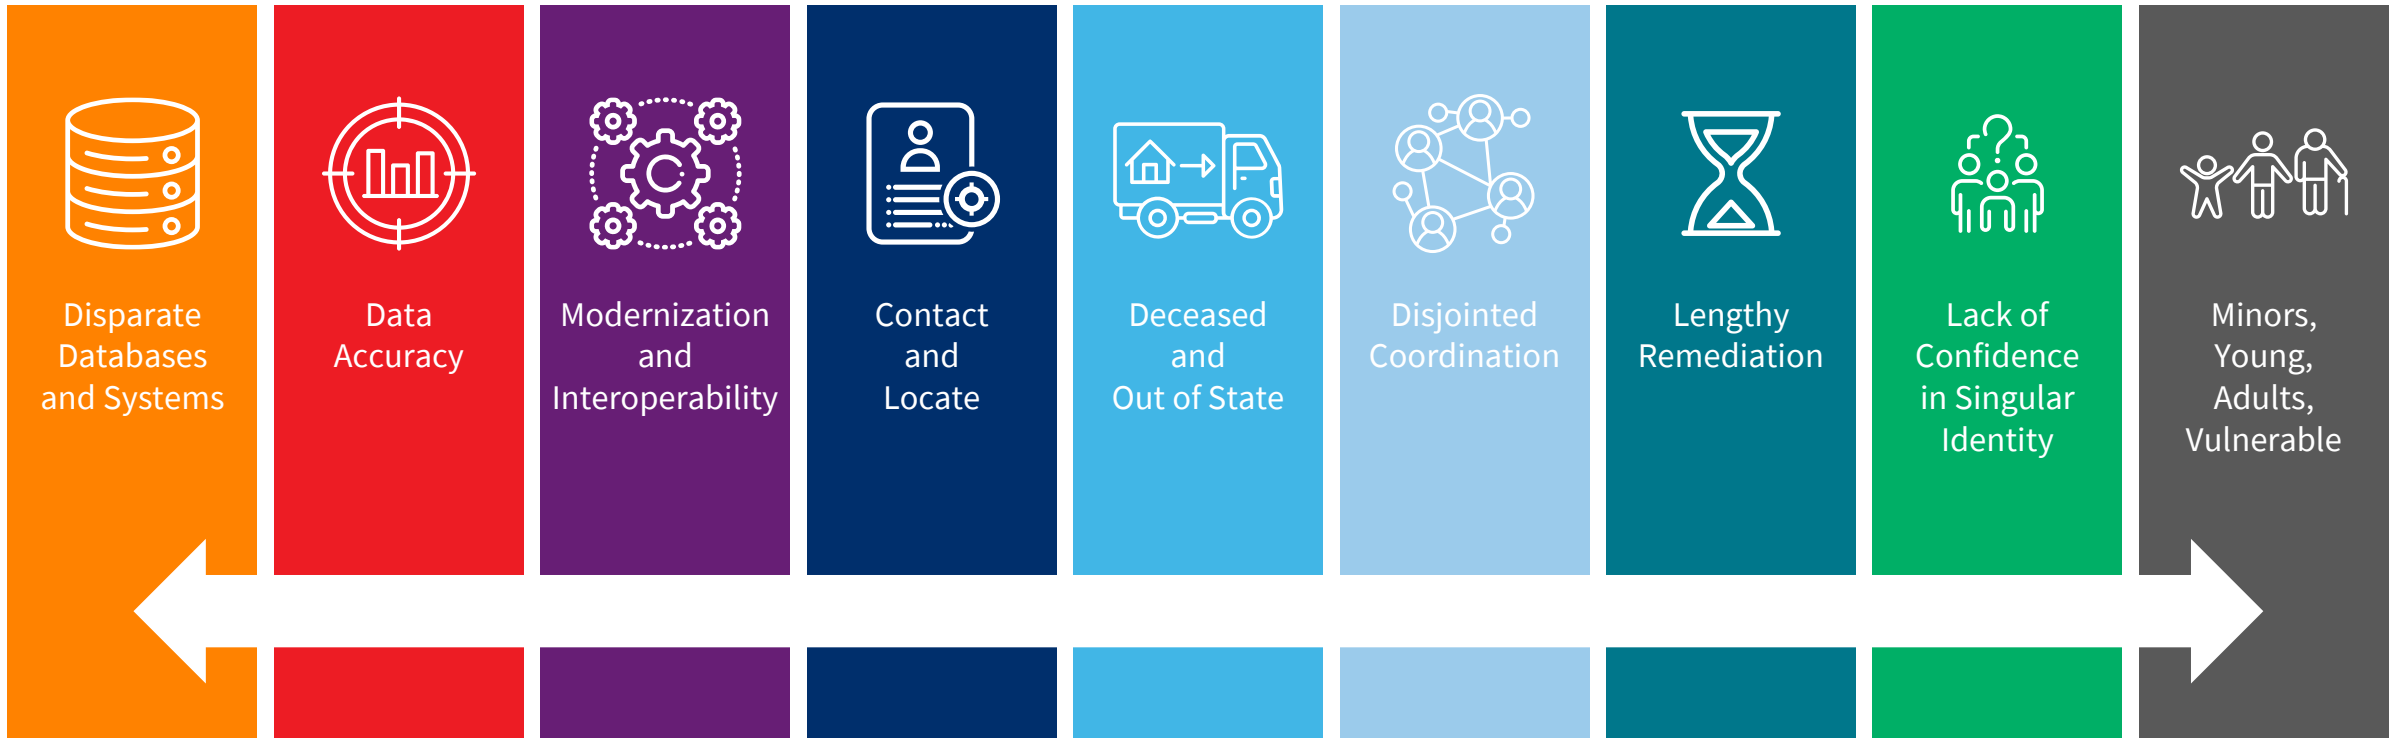 Disparate
Databases
and Systems
Data
Accuracy
Modernization
and
Interoperability
Contact
and
Locate
Deceased
and
Out of State
Disjointed
Coordination
Lengthy
Remediation
Lack of
Confidence
in Singular
Identity
Minors,
Young,
Adults,
Vulnerable